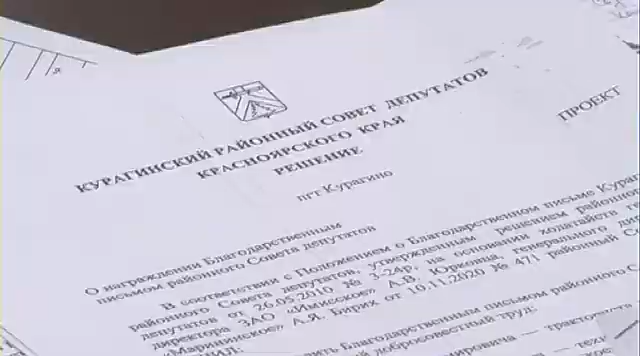 КУРАГИНСКИЙ РАЙОННЫЙ СОВЕТ ДЕПУТАТОВ
КРАСНОЯРСКОГО КРАЯ
РЕШЕНИЕ
ПРОЕКТ
пгт Курагино
О награждении Благодарственным
письмом районного Совета депутатов
В соответствии с Положением о Благодарственном письме
районного Совета депутатов, утвержденным решением районного
депутатов от 26.05.2010 № 3-24р, на основании ходатайств
директора ЗАО «Имисское» А.В. Юркова, генерального
«Марининское» А.Я. Бирих от 10.11.2020 № 471 районный
Благодарственным письмом районного
добросовестный труд: